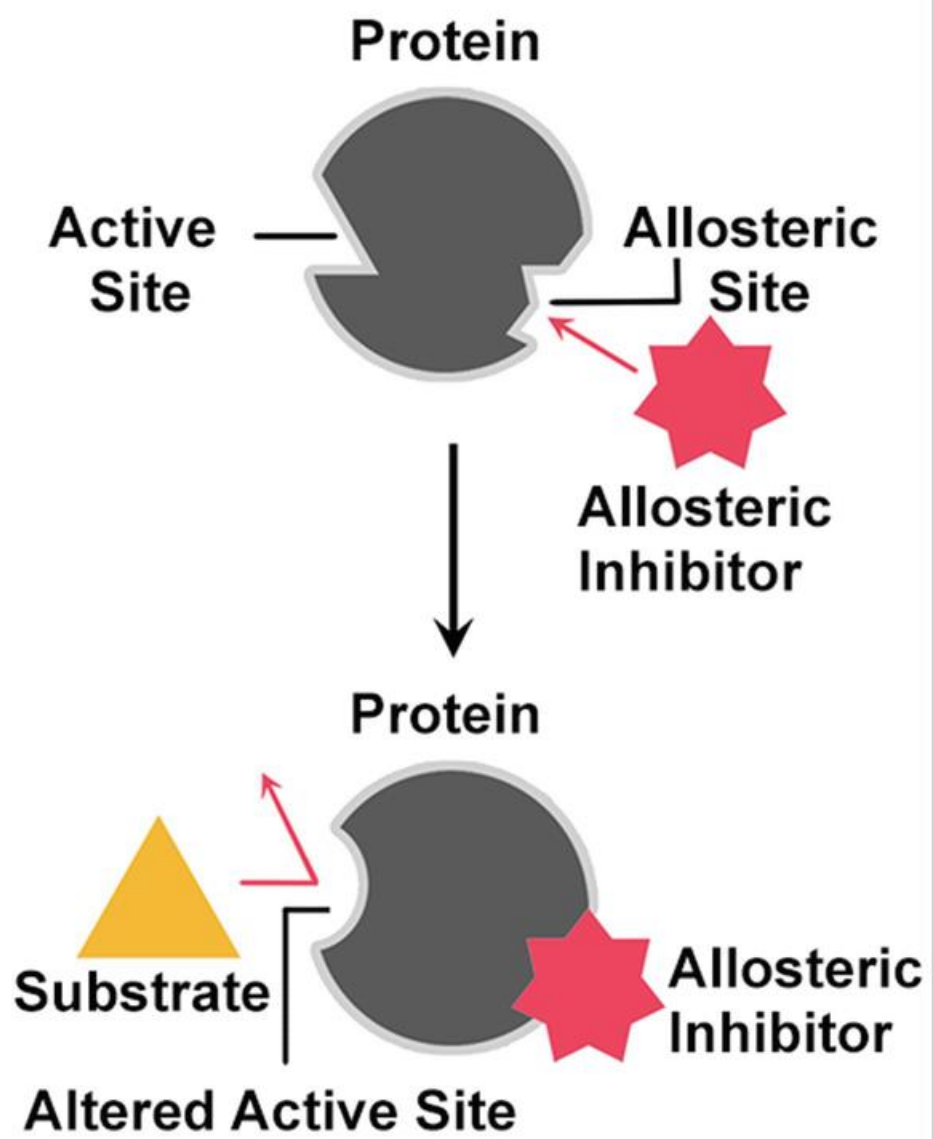 Protein
Active
Site
Allosteric
Site
Allosteric
Inhibitor
Protein
Substrate
Allosteric
Inhibitor
Altered Active Site